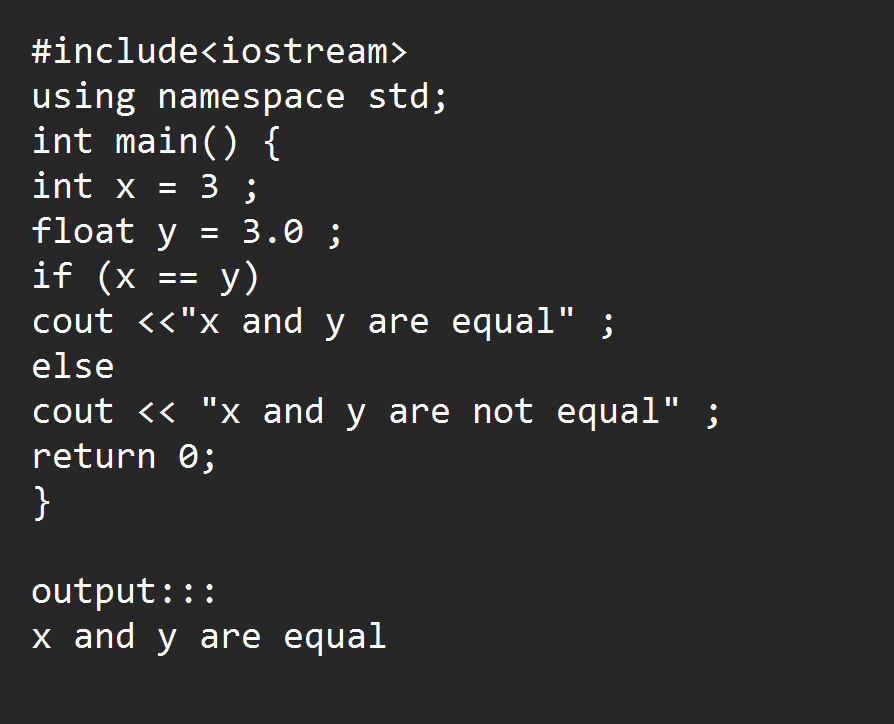 #include<iostream>
using namespace std;
int main() {
int x = 3 ;
float y = 3.0 ;
if (x == y)
cout <<"x and y are equal" ;
else
cout << "x and y are not equal" ;
return 0;
}
output:::
x and y are equal